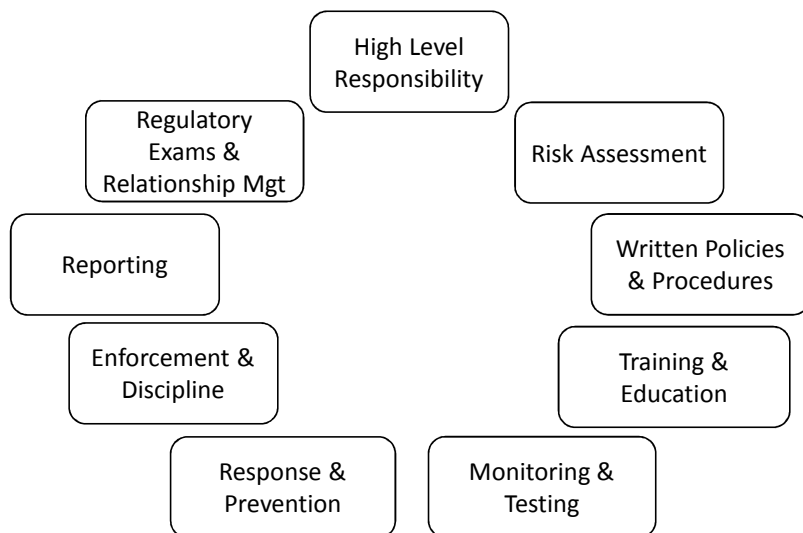 High Level
Responsibility
Risk Assessment
Written Policies
& Procedures
Training &
Education
Monitoring &
Testing
Response &
Prevention
Enforcement &
Discipline
Reporting
Regulatory
Exams &
Relationship Mgt